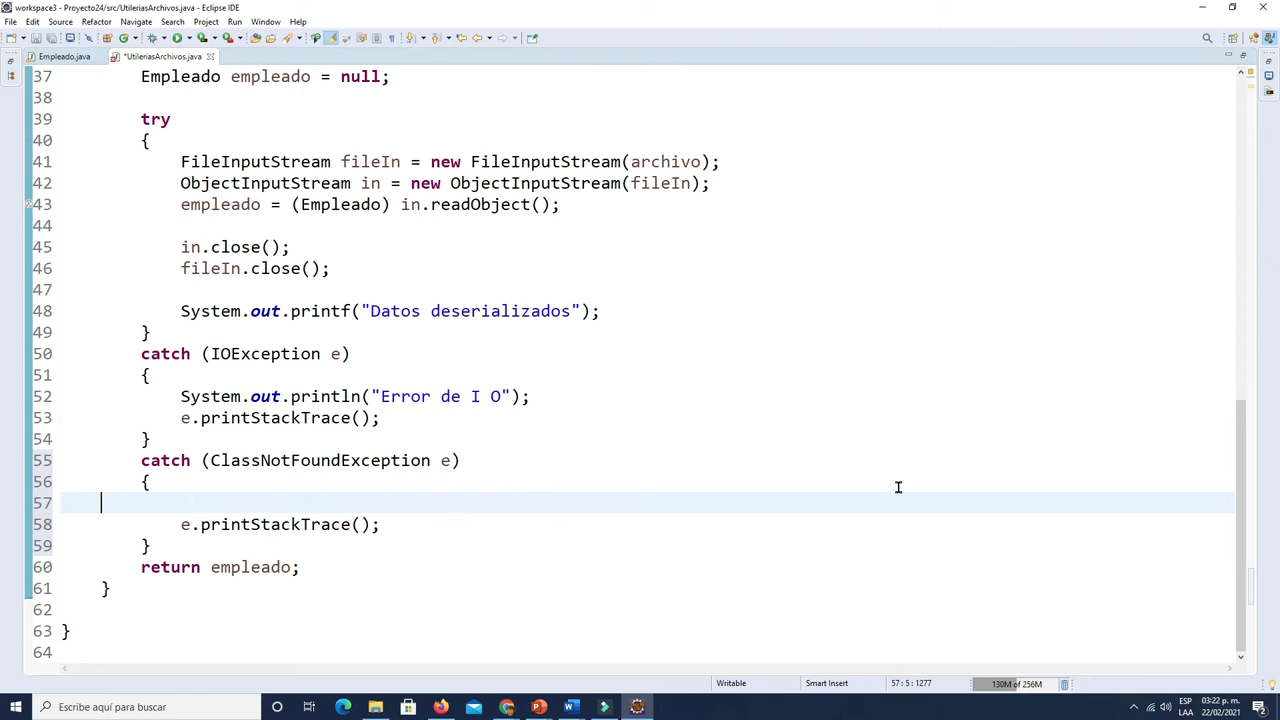 workspace3 - Proyecto24/src/UtileriasArchivos.java - Eclipse IDE
File Edit Source Refactor Navigate Search Project Run Window Help
Empleado.java *UtileriasArchivos.java
37 Empleado empleado = null;
38
39 try
40 {
41 FileInputStream fileIn = new FileInputStream(archivo);
42 ObjectInputStream in = new ObjectInputStream(fileIn);
43 empleado = (Empleado) in.readObject();
44
45 in.close();
46 fileIn.close();
47
48 System.out.printf("Datos deserializados");
49 }
50 catch (IOException e)
51 {
52 System.out.println("Error de I O");
53 e.printStackTrace();
54 }
55 catch (ClassNotFoundException e)
56 {
57
58 e.printStackTrace();
59 }
60 return empleado;
61 }
62
63 }
64
Writable Smart Insert 57 : 5 : 1277 130M of 256M
Escribe aquí para buscar
ESP 03:22 p. m.
LAA 22/02/2021